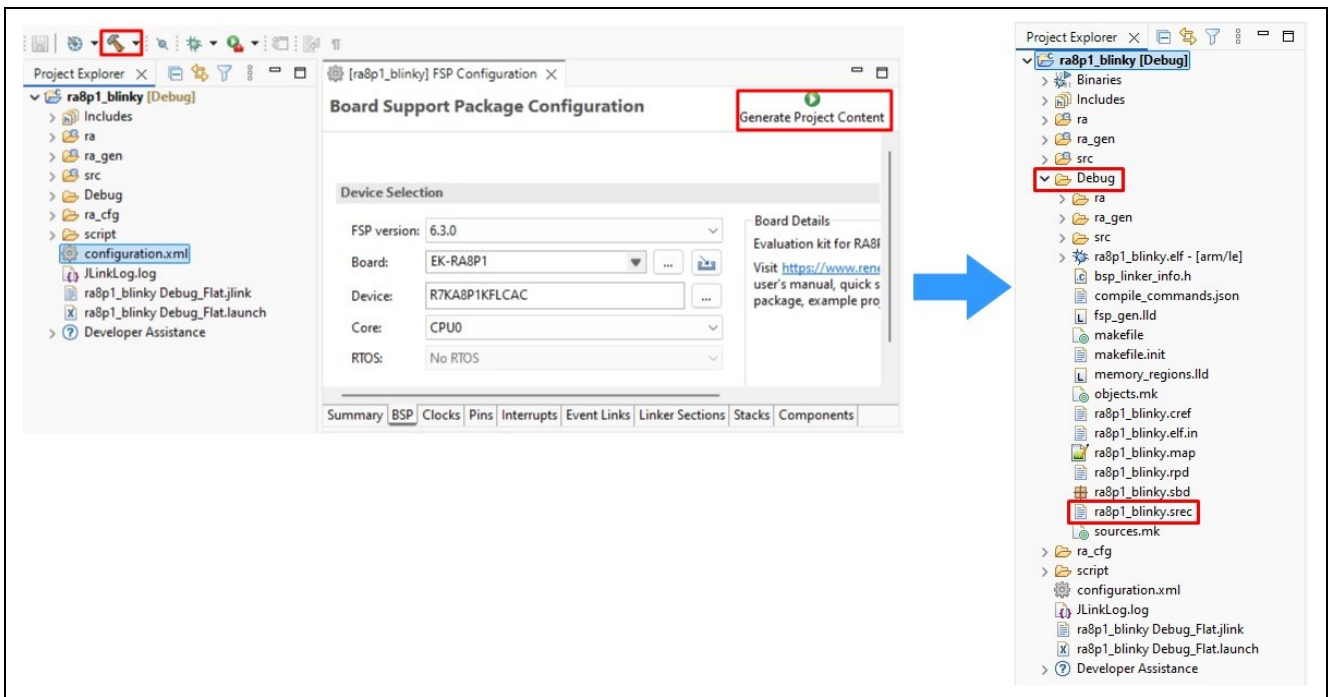 Project Explorer
ra8p1_blinky [Debug]
Includes
ra
ra_gen
src
Debug
ra_cfg
script
configuration.xml
JLinkLog.log
ra8p1_blinky Debug_Flat.jlink
ra8p1_blinky Debug_Flat.launch
Developer Assistance
[ra8p1_blinky] FSP Configuration
Board Support Package Configuration
Generate Project Content
Device Selection
FSP version: 6.3.0
Board: EK-RA8P1 ...
Device: R7KA8P1KFLCAC ...
Core: CPU0
RTOS: No RTOS
Board Details
Evaluation kit for RA8
Visit https://www.rene
user's manual, quick s
package, example proj
Summary BSP Clocks Pins Interrupts Event Links Linker Sections Stacks Components
Project Explorer
ra8p1_blinky [Debug]
Binaries
Includes
ra
ra_gen
src
Debug
ra
ra_gen
src
ra8p1_blinky.elf - [arm/le]
bsp_linker_info.h
compile_commands.json
fsp_gen.lld
makefile
makefile.init
memory_regions.lld
objects.mk
ra8p1_blinky.cref
ra8p1_blinky.elf.in
ra8p1_blinky.map
ra8p1_blinky.rpd
ra8p1_blinky.sbd
ra8p1_blinky.srec
sources.mk
ra_cfg
script
configuration.xml
JLinkLog.log
ra8p1_blinky Debug_Flat.jlink
ra8p1_blinky Debug_Flat.launch
Developer Assistance